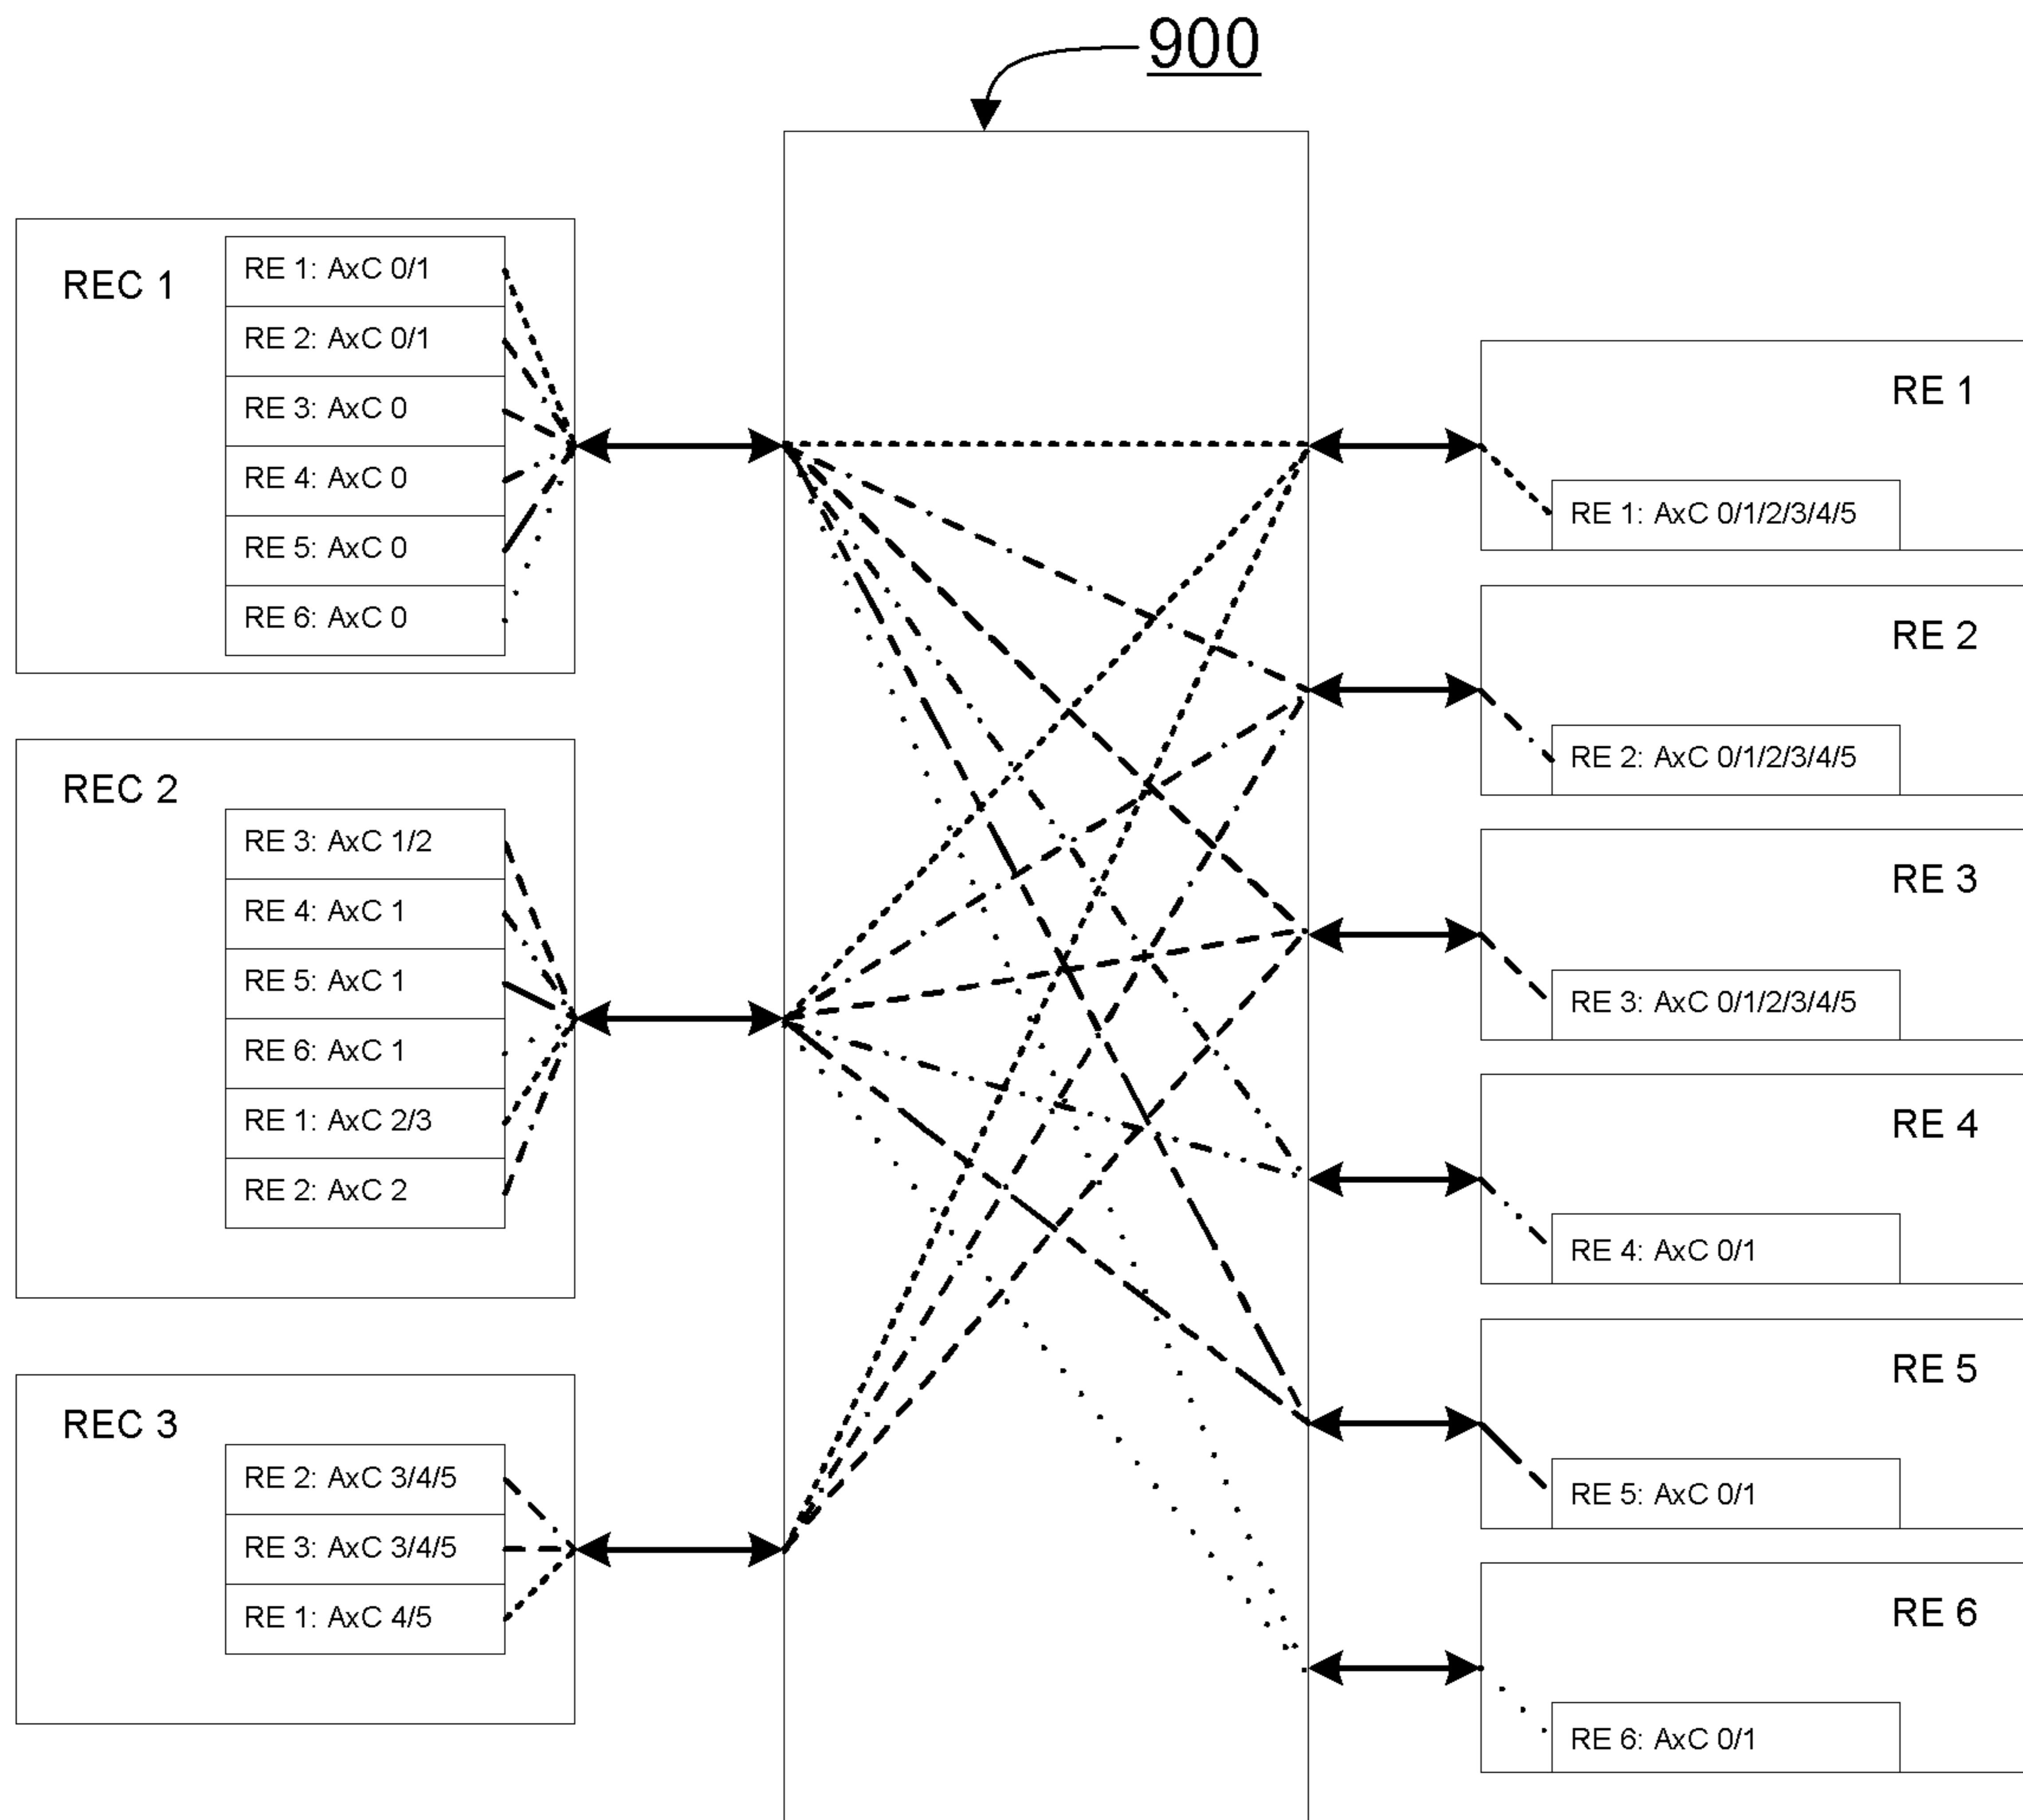 900
REC 1
RE 1: AxC 0/1
RE 2: AxC 0/1
RE 3: AxC 0
RE 4: AxC 0
RE 5: AxC 0
RE 6: AxC 0
REC 2
RE 3: AxC 1/2
RE 4: AxC 1
RE 5: AxC 1
RE 6: AxC 1
RE 1: AxC 2/3
RE 2: AxC 2
REC 3
RE 2: AxC 3/4/5
RE 3: AxC 3/4/5
RE 1: AxC 4/5
RE 1
RE 1: AxC 0/1/2/3/4/5
RE 2
RE 2: AxC 0/1/2/3/4/5
RE 3
RE 3: AxC 0/1/2/3/4/5
RE 4
RE 4: AxC 0/1
RE 5
RE 5: AxC 0/1
RE 6
RE 6: AxC 0/1